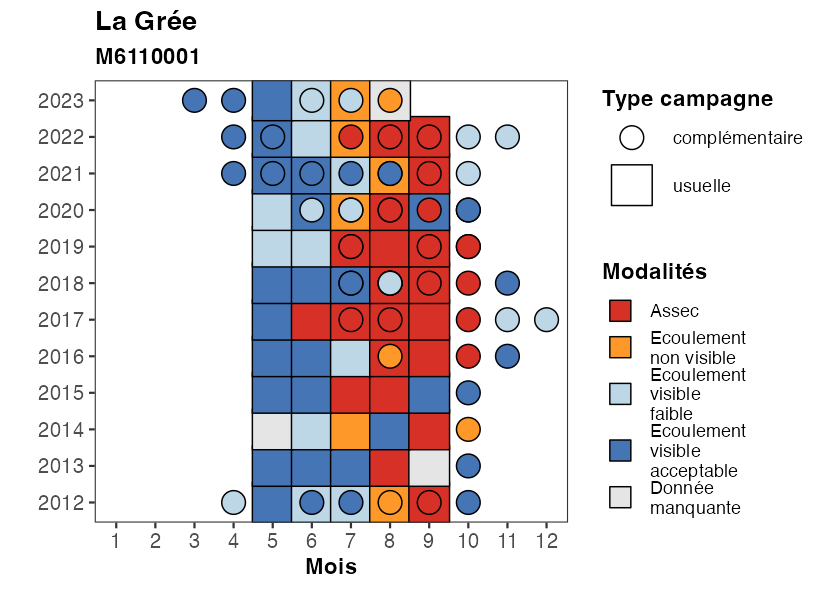 La Grée
M6110001
2023
2022
2021
2020
2019
2018
2017
2016
2015
2014
2013
2012
1 2 3 4 5 6 7 8 9 10 11 12
Mois
Type campagne
complémentaire
usuelle
Modalités
Assec
Ecoulement
non visible
Ecoulement
visible
faible
Ecoulement
visible
acceptable
Donnée
manquante